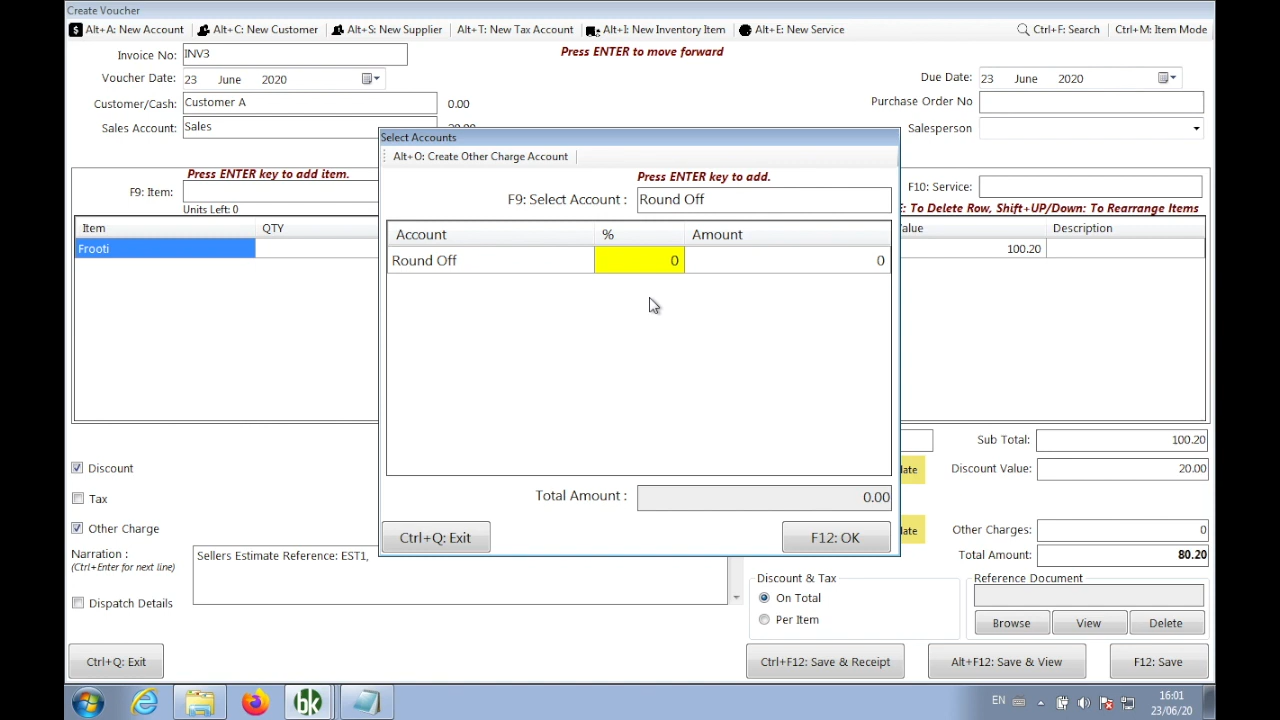 Create Voucher
Alt+A: New Account Alt+C: New Customer Alt+S: New Supplier Alt+T: New Tax Account Alt+I: New Inventory Item Alt+E: New Service Ctrl+F: Search Ctrl+M: Item Mode
Invoice No: INV3
Press ENTER to move forward
Voucher Date: 23 June 2020
Due Date: 23 June 2020
Customer/Cash: Customer A 0.00
Purchase Order No
Sales Account: Sales
Salesperson
Select Accounts
Alt+O: Create Other Charge Account
Press ENTER key to add item.
Press ENTER key to add.
F9: Item:
F10: Service:
F9: Select Account : Round Off
Units Left: 0
E: To Delete Row, Shift+UP/Down: To Rearrange Items
Item QTY
Account % Amount
Description
Frooti
100.20
Round Off 0 0
Sub Total: 100.20
Discount
Discount Value: 20.00
Total Amount : 0.00
Tax
Other Charge
Other Charges: 0
Ctrl+Q: Exit F12: OK
Total Amount: 80.20
Narration :
(Ctrl+Enter for next line)
Sellers Estimate Reference: EST1,
Discount & Tax
On Total
Per Item
Reference Document
Browse View Delete
Dispatch Details
Ctrl+Q: Exit Ctrl+F12: Save & Receipt Alt+F12: Save & View F12: Save
bk
EN
16:01
23/06/20